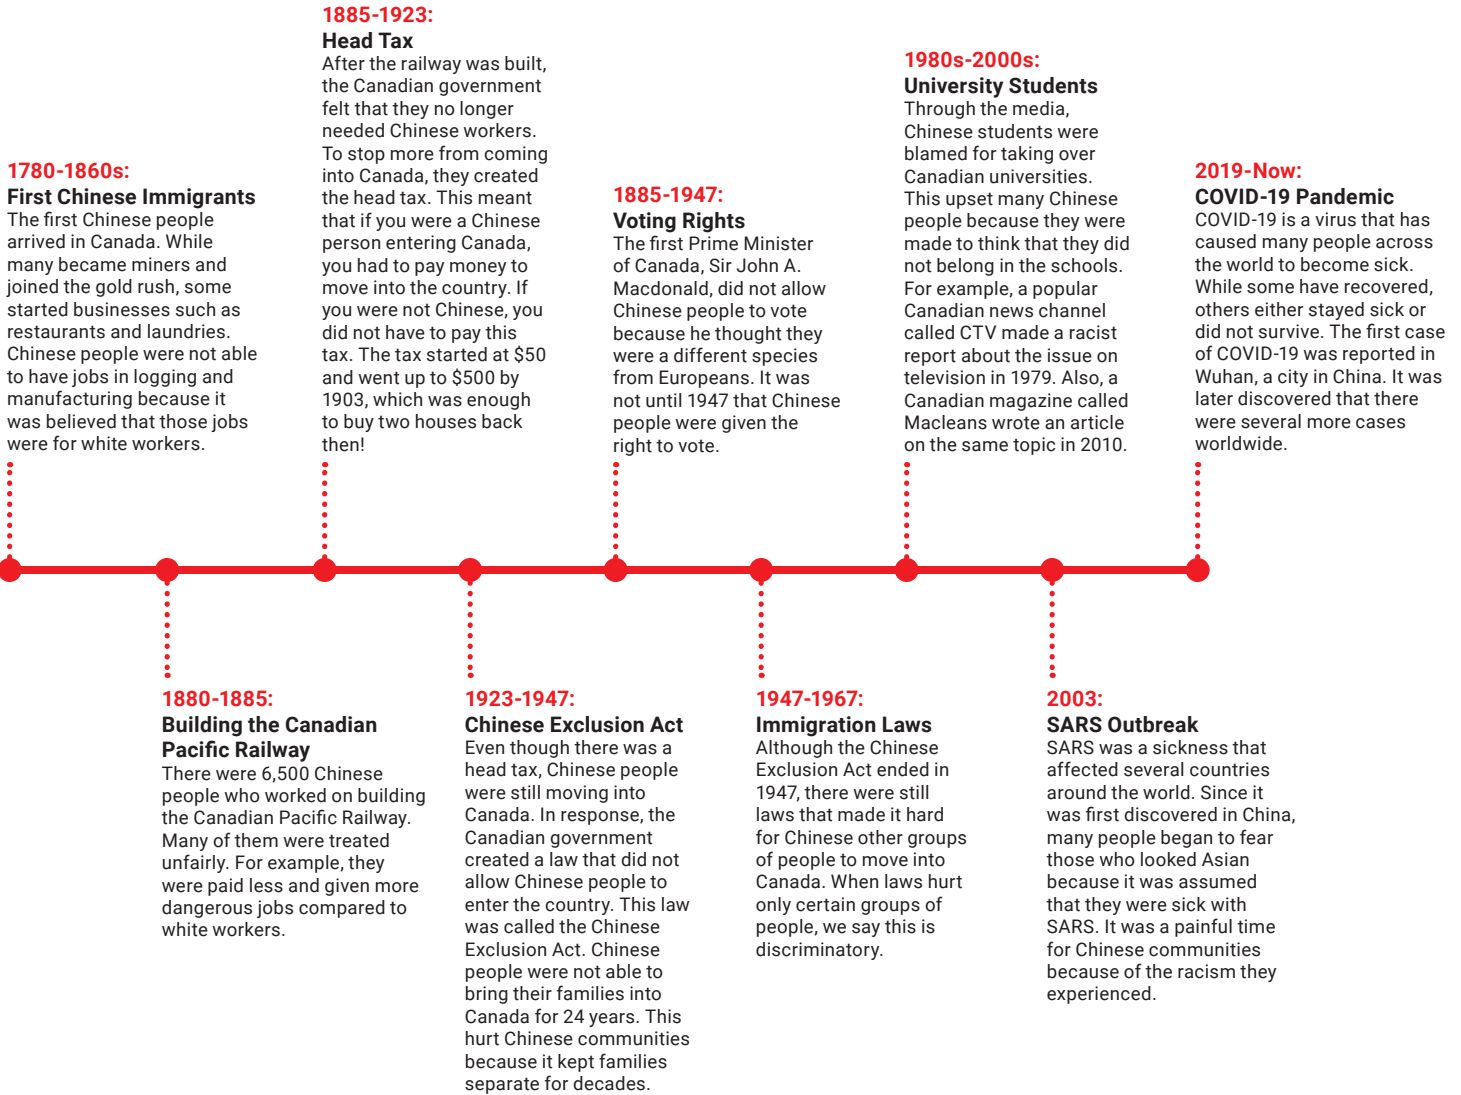 1780-1860s:
First Chinese Immigrants
The first Chinese people
arrived in Canada. While
many became miners and
joined the gold rush, some
started businesses such as
restaurants and laundries.
Chinese people were not able
to have jobs in logging and
manufacturing because it
was believed that those jobs
were for white workers.
1880-1885:
Building the Canadian
Pacific Railway
There were 6,500 Chinese
people who worked on building
the Canadian Pacific Railway.
Many of them were treated
unfairly. For example, they
were paid less and given more
dangerous jobs compared to
white workers.
1885-1923:
Head Tax
After the railway was built,
the Canadian government
felt that they no longer
needed Chinese workers.
To stop more from coming
into Canada, they created
the head tax. This meant
that if you were a Chinese
person entering Canada,
you had to pay money to
move into the country. If
you were not Chinese, you
did not have to pay this
tax. The tax started at $50
and went up to $500 by
1903, which was enough
to buy two houses back
then!
1923-1947:
Chinese Exclusion Act
Even though there was a
head tax, Chinese people
were still moving into
Canada. In response, the
Canadian government
created a law that did not
allow Chinese people to
enter the country. This law
was called the Chinese
Exclusion Act. Chinese
people were not able to
bring their families into
Canada for 24 years. This
hurt Chinese communities
because it kept families
separate for decades.
1885-1947:
Voting Rights
The first Prime Minister
of Canada, Sir John A.
Macdonald, did not allow
Chinese people to vote
because he thought they
were a different species
from Europeans. It was
not until 1947 that Chinese
people were given the
right to vote.
1947-1967:
Immigration Laws
Although the Chinese
Exclusion Act ended in
1947, there were still
laws that made it hard
for Chinese other groups
of people to move into
Canada. When laws hurt
only certain groups of
people, we say this is
discriminatory.
1980s-2000s:
University Students
Through the media,
Chinese students were
blamed for taking over
Canadian universities.
This upset many Chinese
people because they were
made to think that they did
not belong in the schools.
For example, a popular
Canadian news channel
called CTV made a racist
report about the issue on
television in 1979. Also, a
Canadian magazine called
Macleans wrote an article
on the same topic in 2010.
2003:
SARS Outbreak
SARS was a sickness that
affected several countries
around the world. Since it
was first discovered in China,
many people began to fear
those who looked Asian
because it was assumed
that they were sick with
SARS. It was a painful time
for Chinese communities
because of the racism they
experienced.
2019-Now:
COVID-19 Pandemic
COVID-19 is a virus that has
caused many people across
the world to become sick.
While some have recovered,
others either stayed sick or
did not survive. The first case
of COVID-19 was reported in
Wuhan, a city in China. It was
later discovered that there
were several more cases
worldwide.